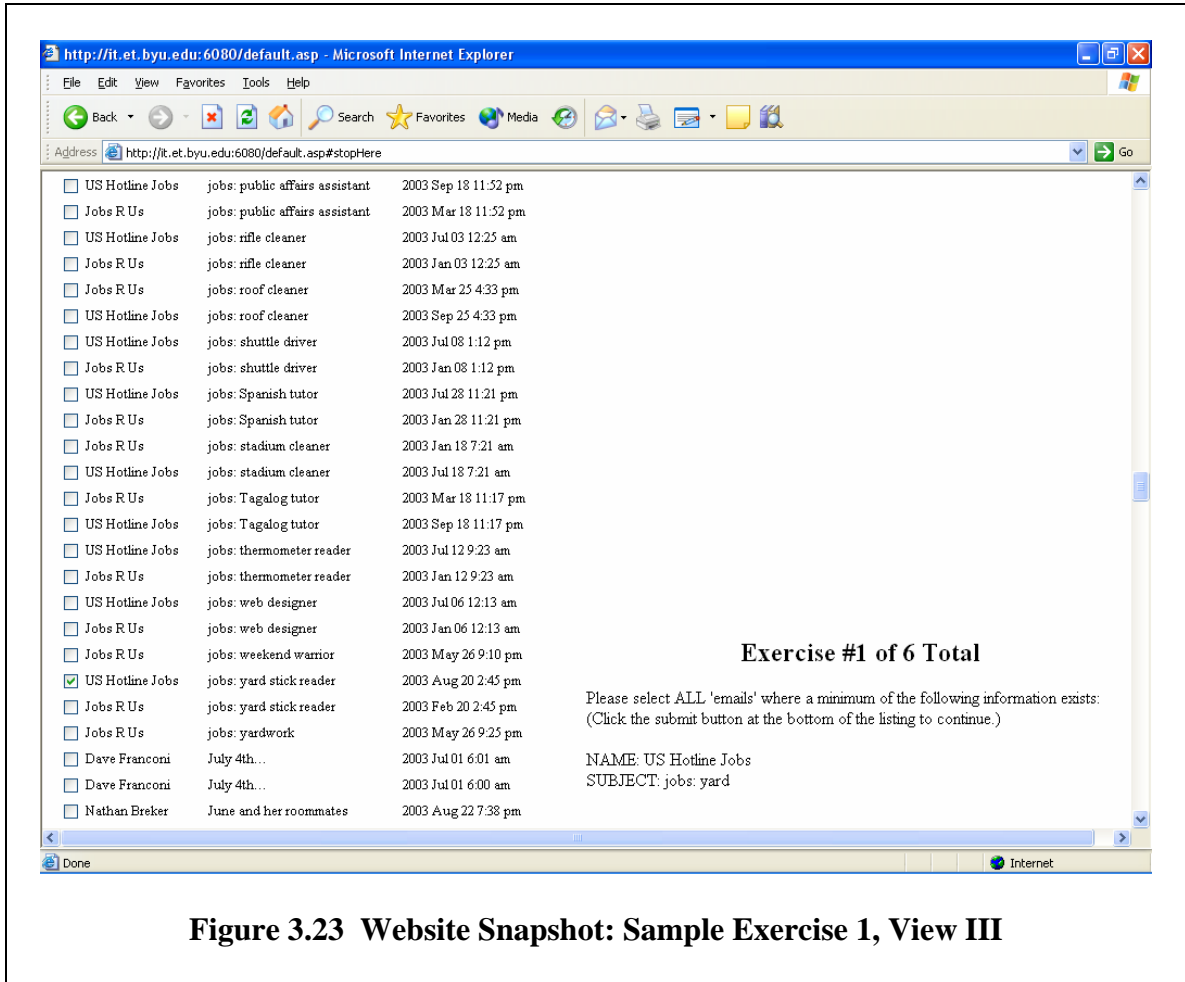 http://it.et.byu.edu:6080/default.asp - Microsoft Internet Explorer
File Edit View Favorites Tools Help
Back Search Favorites Media
Address http://it.et.byu.edu:6080/default.asp#stopHere Go
US Hotline Jobs jobs: public affairs assistant 2003 Sep 18 11:52 pm
Jobs R Us jobs: public affairs assistant 2003 Mar 18 11:52 pm
US Hotline Jobs jobs: rifle cleaner 2003 Jul 03 12:25 am
Jobs R Us jobs: rifle cleaner 2003 Jan 03 12:25 am
Jobs R Us jobs: roof cleaner 2003 Mar 25 4:33 pm
US Hotline Jobs jobs: roof cleaner 2003 Sep 25 4:33 pm
US Hotline Jobs jobs: shuttle driver 2003 Jul 08 1:12 pm
Jobs R Us jobs: shuttle driver 2003 Jan 08 1:12 pm
US Hotline Jobs jobs: Spanish tutor 2003 Jul 28 11:21 pm
Jobs R Us jobs: Spanish tutor 2003 Jan 28 11:21 pm
Jobs R Us jobs: stadium cleaner 2003 Jan 18 7:21 am
US Hotline Jobs jobs: stadium cleaner 2003 Jul 18 7:21 am
Jobs R Us jobs: Tagalog tutor 2003 Mar 18 11:17 pm
US Hotline Jobs jobs: Tagalog tutor 2003 Sep 18 11:17 pm
US Hotline Jobs jobs: thermometer reader 2003 Jul 12 9:23 am
Jobs R Us jobs: thermometer reader 2003 Jan 12 9:23 am
US Hotline Jobs jobs: web designer 2003 Jul 06 12:13 am
Jobs R Us jobs: web designer 2003 Jan 06 12:13 am
Jobs R Us jobs: weekend warrior 2003 May 26 9:10 pm
US Hotline Jobs jobs: yard stick reader 2003 Aug 20 2:45 pm
Jobs R Us jobs: yard stick reader 2003 Feb 20 2:45 pm
Jobs R Us jobs: yardwork 2003 May 26 9:25 pm
Dave Franconi July 4th... 2003 Jul 01 6:01 am
Dave Franconi July 4th... 2003 Jul 01 6:00 am
Nathan Breker June and her roommates 2003 Aug 22 7:38 pm
Exercise #1 of 6 Total
Please select ALL 'emails' where a minimum of the following information exists:
(Click the submit button at the bottom of the listing to continue.)
NAME: US Hotline Jobs
SUBJECT: jobs: yard
Done Internet
Figure 3.23 Website Snapshot: Sample Exercise 1, View III